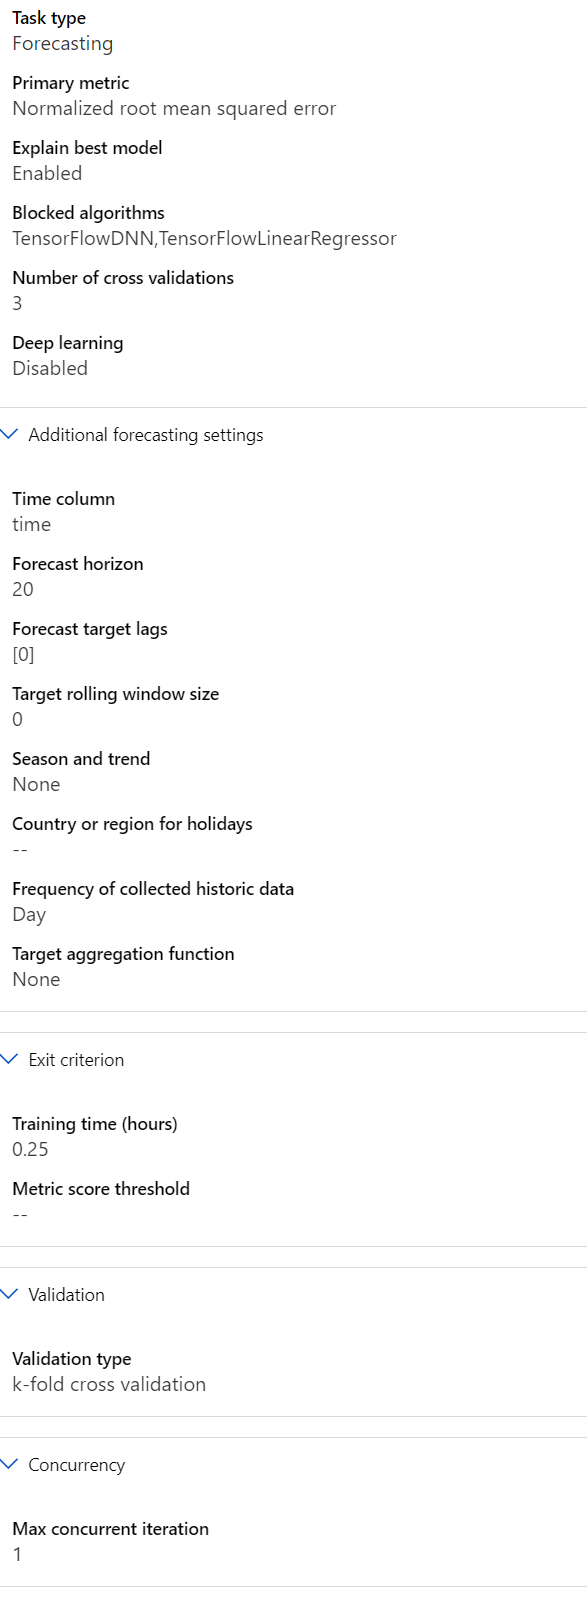 Task type
Forecasting
Primary metric
Normalized root mean squared error
Explain best model
Enabled
Blocked algorithms
TensorFlowDNN,TensorFlowLinearRegressor
Number of cross validations
3
Deep learning
Disabled
Additional forecasting settings
Time column
time
Forecast horizon
20
Forecast target lags
[0]
Target rolling window size
0
Season and trend
None
Country or region for holidays
--
Frequency of collected historic data
Day
Target aggregation function
None
Exit criterion
Training time (hours)
0.25
Metric score threshold
--
Validation
Validation type
k-fold cross validation
Concurrency
Max concurrent iteration
1